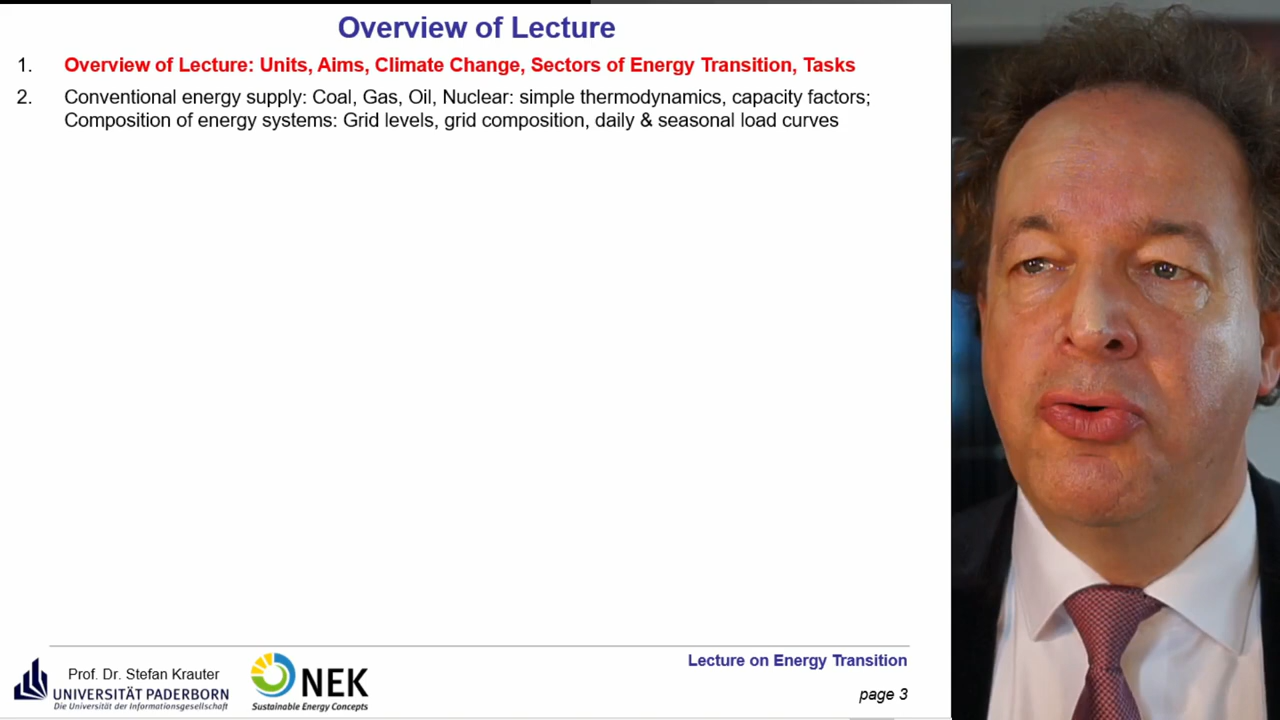 Overview of Lecture
1. Overview of Lecture: Units, Aims, Climate Change, Sectors of Energy Transition, Tasks
2. Conventional energy supply: Coal, Gas, Oil, Nuclear: simple thermodynamics, capacity factors;
Composition of energy systems: Grid levels, grid composition, daily & seasonal load curves
Prof. Dr. Stefan Krauter
UNIVERSITÄT PADERBORN
Die Universität der Informationsgesellschaft
NEK
Sustainable Energy Concepts
Lecture on Energy Transition
page 3